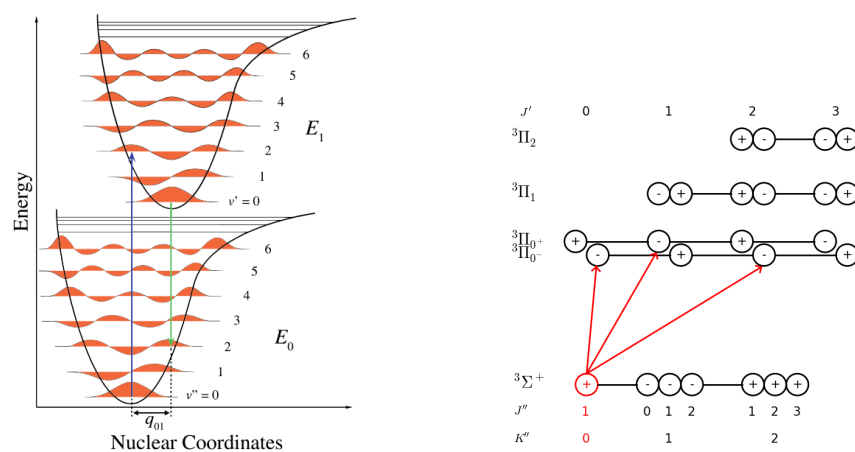 6
5
4
3
E₁
2
1
v' = 0
Energy
6
5
4
3
E₀
2
1
v" = 0
q₀₁
Nuclear Coordinates
J′ 0 1 2 3
³Π₂ + - - +
³Π₁ - + + - - +
³Π₀⁺ + - + -
³Π₀⁻ - + - +
³Σ⁺ + - - - + + +
J″ 1 0 1 2 1 2 3
K″ 0 1 2